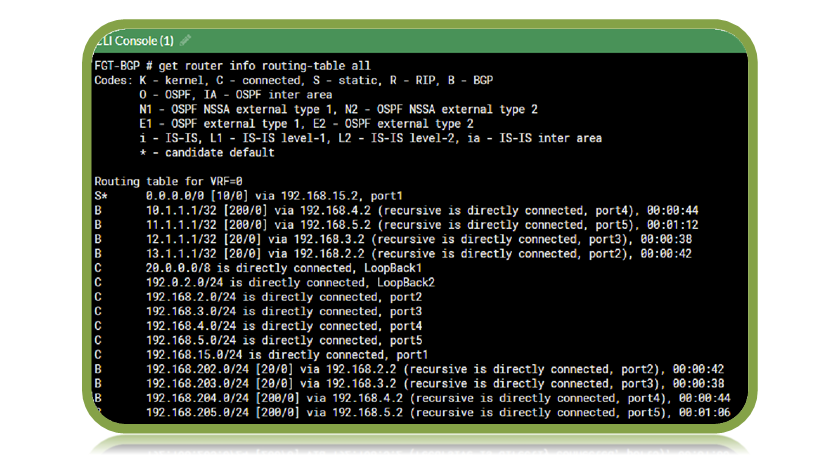 CLI Console (1)
FGT-BGP # get router info routing-table all
Codes: K - kernel, C - connected, S - static, R - RIP, B - BGP
O - OSPF, IA - OSPF inter area
N1 - OSPF NSSA external type 1, N2 - OSPF NSSA external type 2
E1 - OSPF external type 1, E2 - OSPF external type 2
i - IS-IS, L1 - IS-IS level-1, L2 - IS-IS level-2, ia - IS-IS inter area
* - candidate default
Routing table for VRF=0
S* 0.0.0.0/0 [10/0] via 192.168.15.2, port1
B 10.1.1.1/32 [200/0] via 192.168.4.2 (recursive is directly connected, port4), 00:00:44
B 11.1.1.1/32 [200/0] via 192.168.5.2 (recursive is directly connected, port5), 00:01:12
B 12.1.1.1/32 [20/0] via 192.168.3.2 (recursive is directly connected, port3), 00:00:38
B 13.1.1.1/32 [20/0] via 192.168.2.2 (recursive is directly connected, port2), 00:00:42
C 20.0.0.0/8 is directly connected, LoopBack1
C 192.0.2.0/24 is directly connected, LoopBack2
C 192.168.2.0/24 is directly connected, port2
C 192.168.3.0/24 is directly connected, port3
C 192.168.4.0/24 is directly connected, port4
C 192.168.5.0/24 is directly connected, port5
C 192.168.15.0/24 is directly connected, port1
B 192.168.202.0/24 [20/0] via 192.168.2.2 (recursive is directly connected, port2), 00:00:42
B 192.168.203.0/24 [20/0] via 192.168.3.2 (recursive is directly connected, port3), 00:00:38
B 192.168.204.0/24 [200/0] via 192.168.4.2 (recursive is directly connected, port4), 00:00:44
B 192.168.205.0/24 [200/0] via 192.168.5.2 (recursive is directly connected, port5), 00:01:06